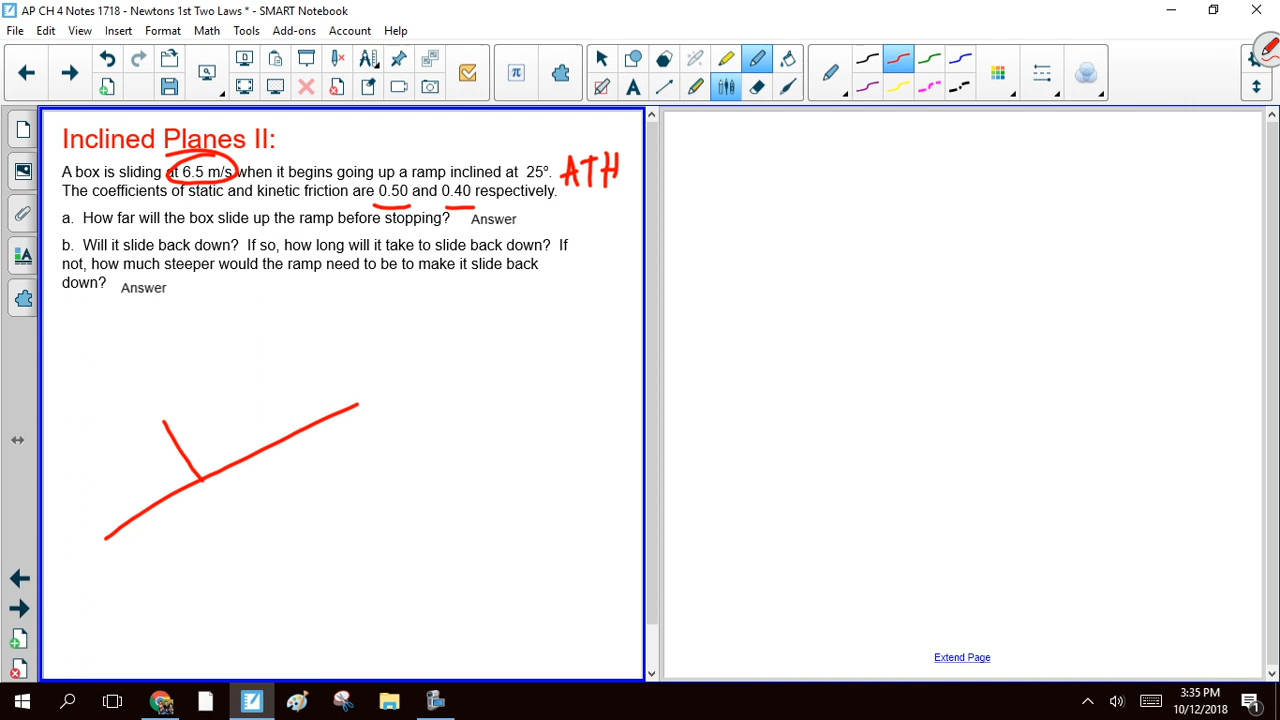 AP CH 4 Notes 1718 - Newtons 1st Two Laws * - SMART Notebook
File Edit View Insert Format Math Tools Add-ons Account Help
Inclined Planes II:
A box is sliding at 6.5 m/s when it begins going up a ramp inclined at 25º. ATH
The coefficients of static and kinetic friction are 0.50 and 0.40 respectively.
a. How far will the box slide up the ramp before stopping? Answer
b. Will it slide back down? If so, how long will it take to slide back down? If
not, how much steeper would the ramp need to be to make it slide back
down? Answer
Extend Page
3:35 PM
10/12/2018